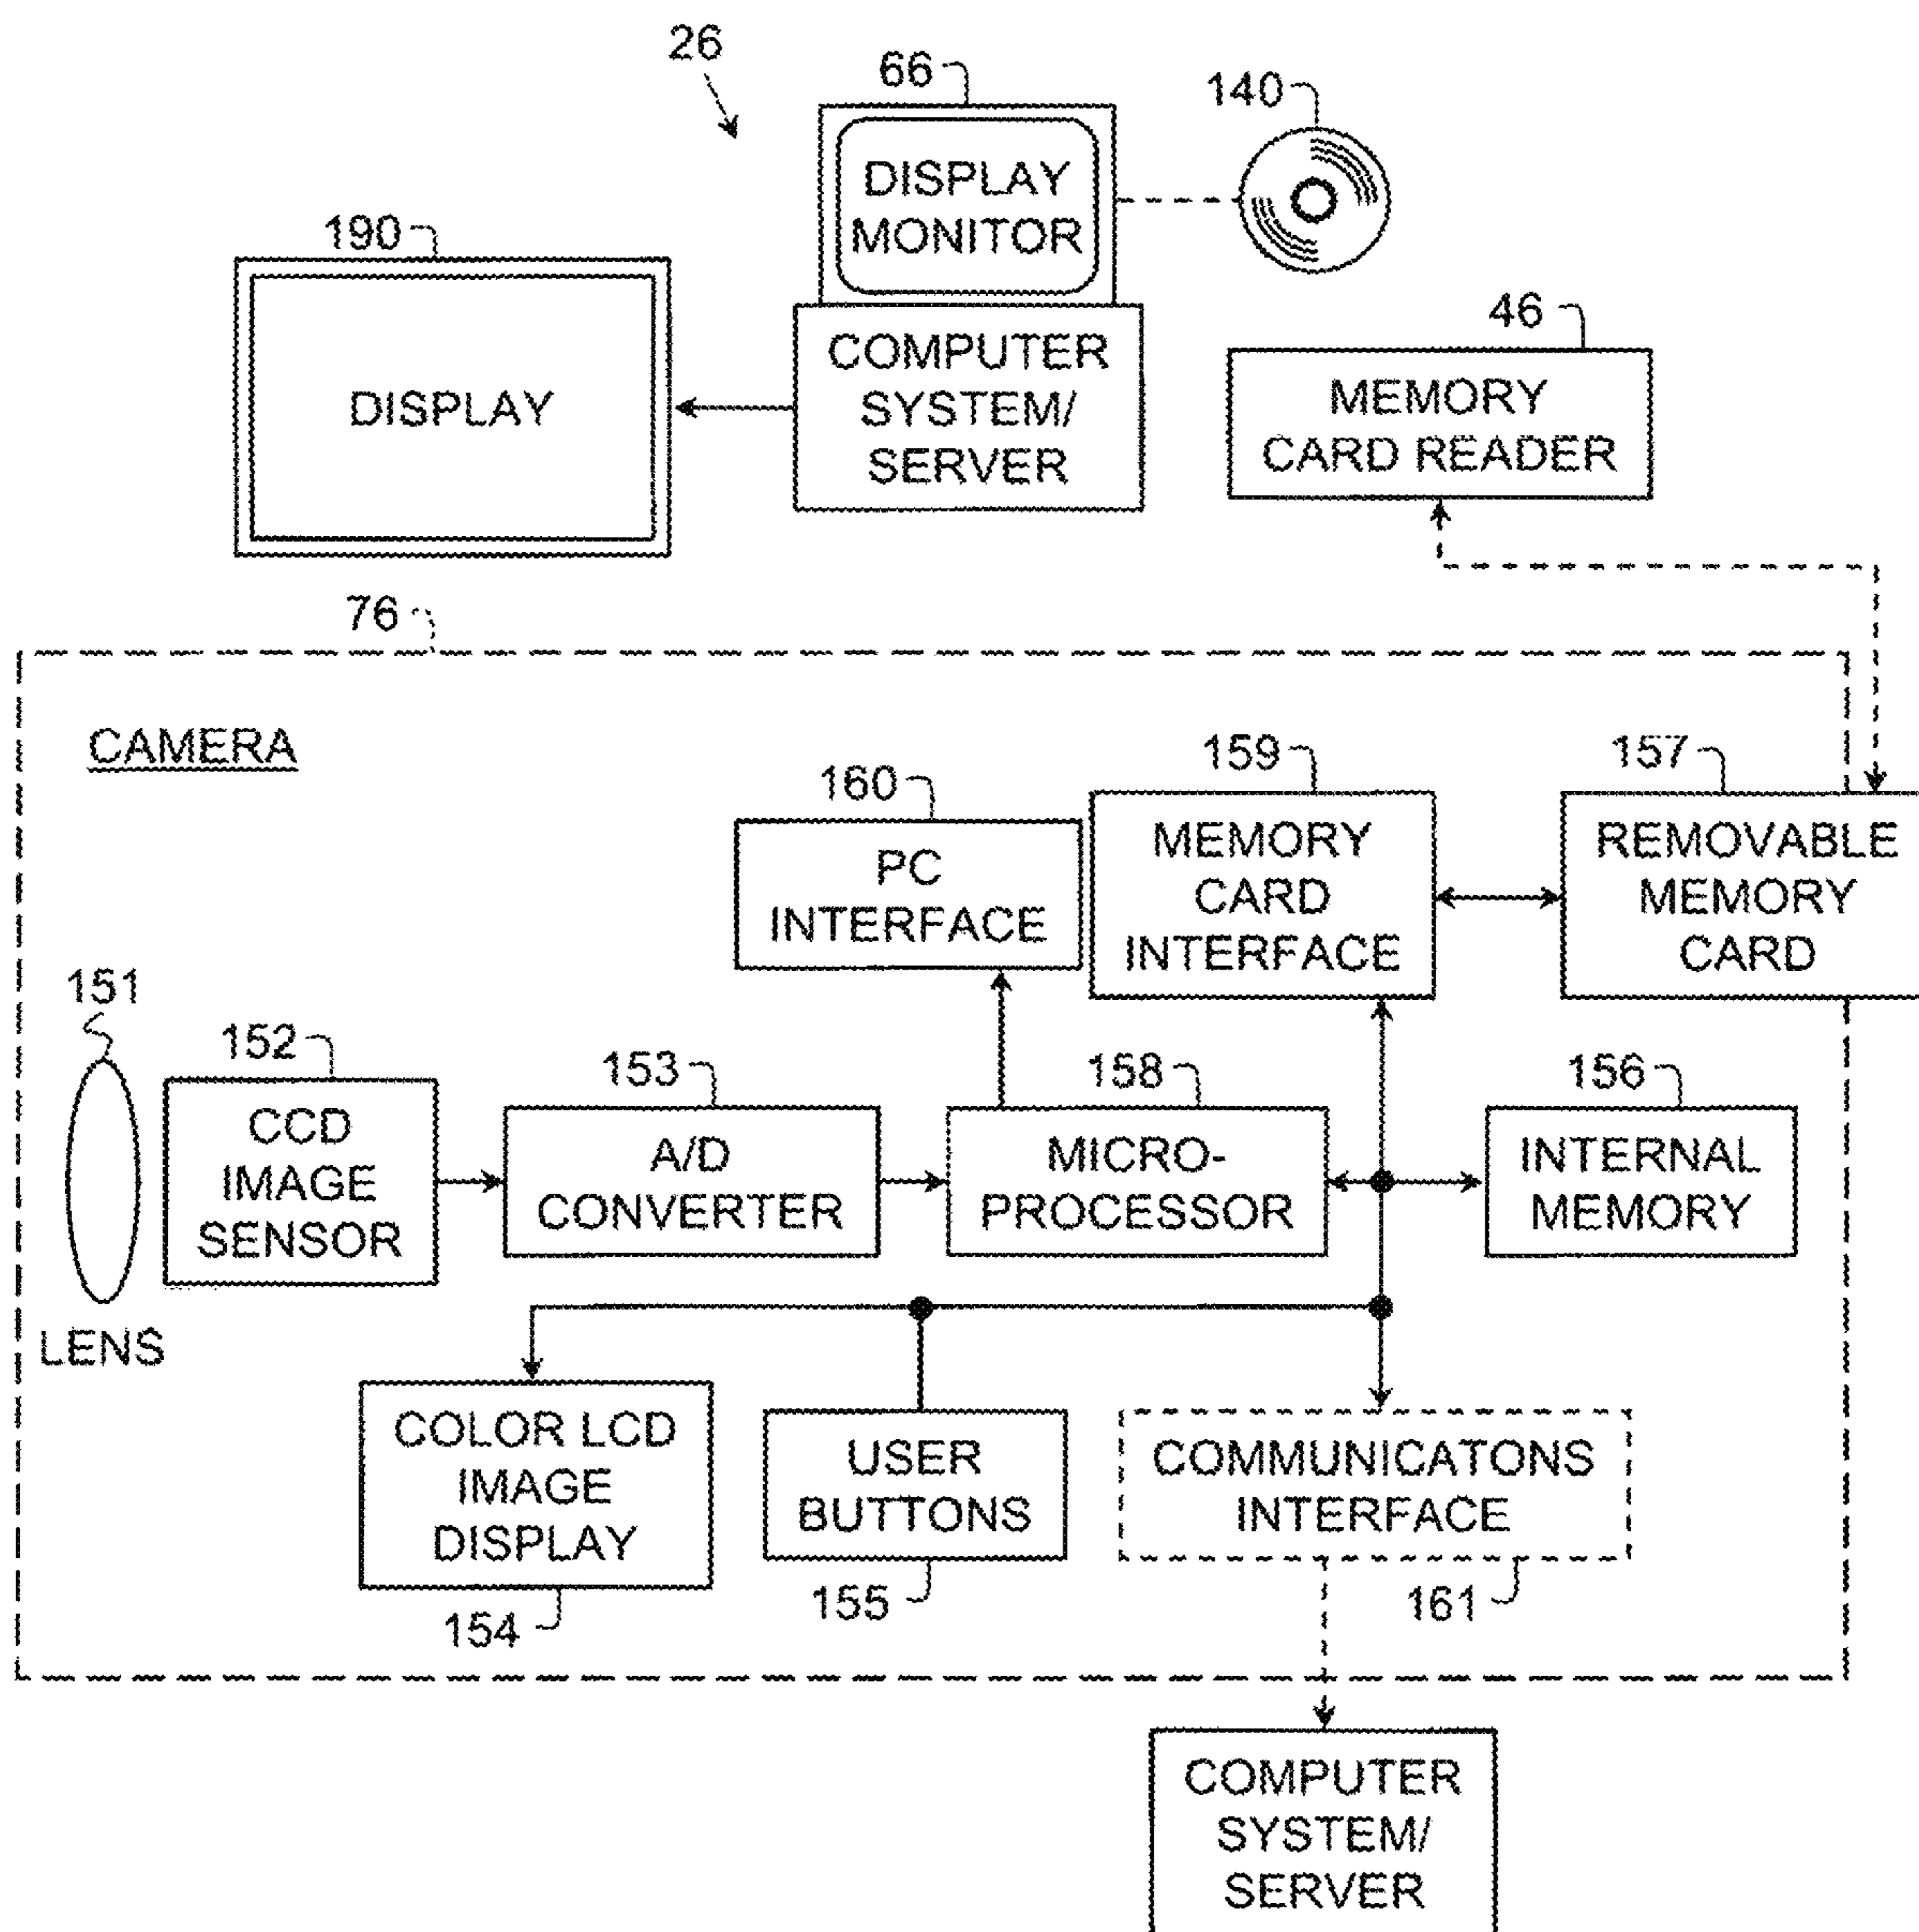 26
66
140
DISPLAY
MONITOR
190
DISPLAY
COMPUTER
SYSTEM/
SERVER
46
MEMORY
CARD READER
76
CAMERA
160
PC
INTERFACE
159
MEMORY
CARD
INTERFACE
157
REMOVABLE
MEMORY
CARD
151
LENS
152
CCD
IMAGE
SENSOR
153
A/D
CONVERTER
158
MICRO-
PROCESSOR
156
INTERNAL
MEMORY
COLOR LCD
IMAGE
DISPLAY
154
USER
BUTTONS
155
COMMUNICATONS
INTERFACE
161
COMPUTER
SYSTEM/
SERVER